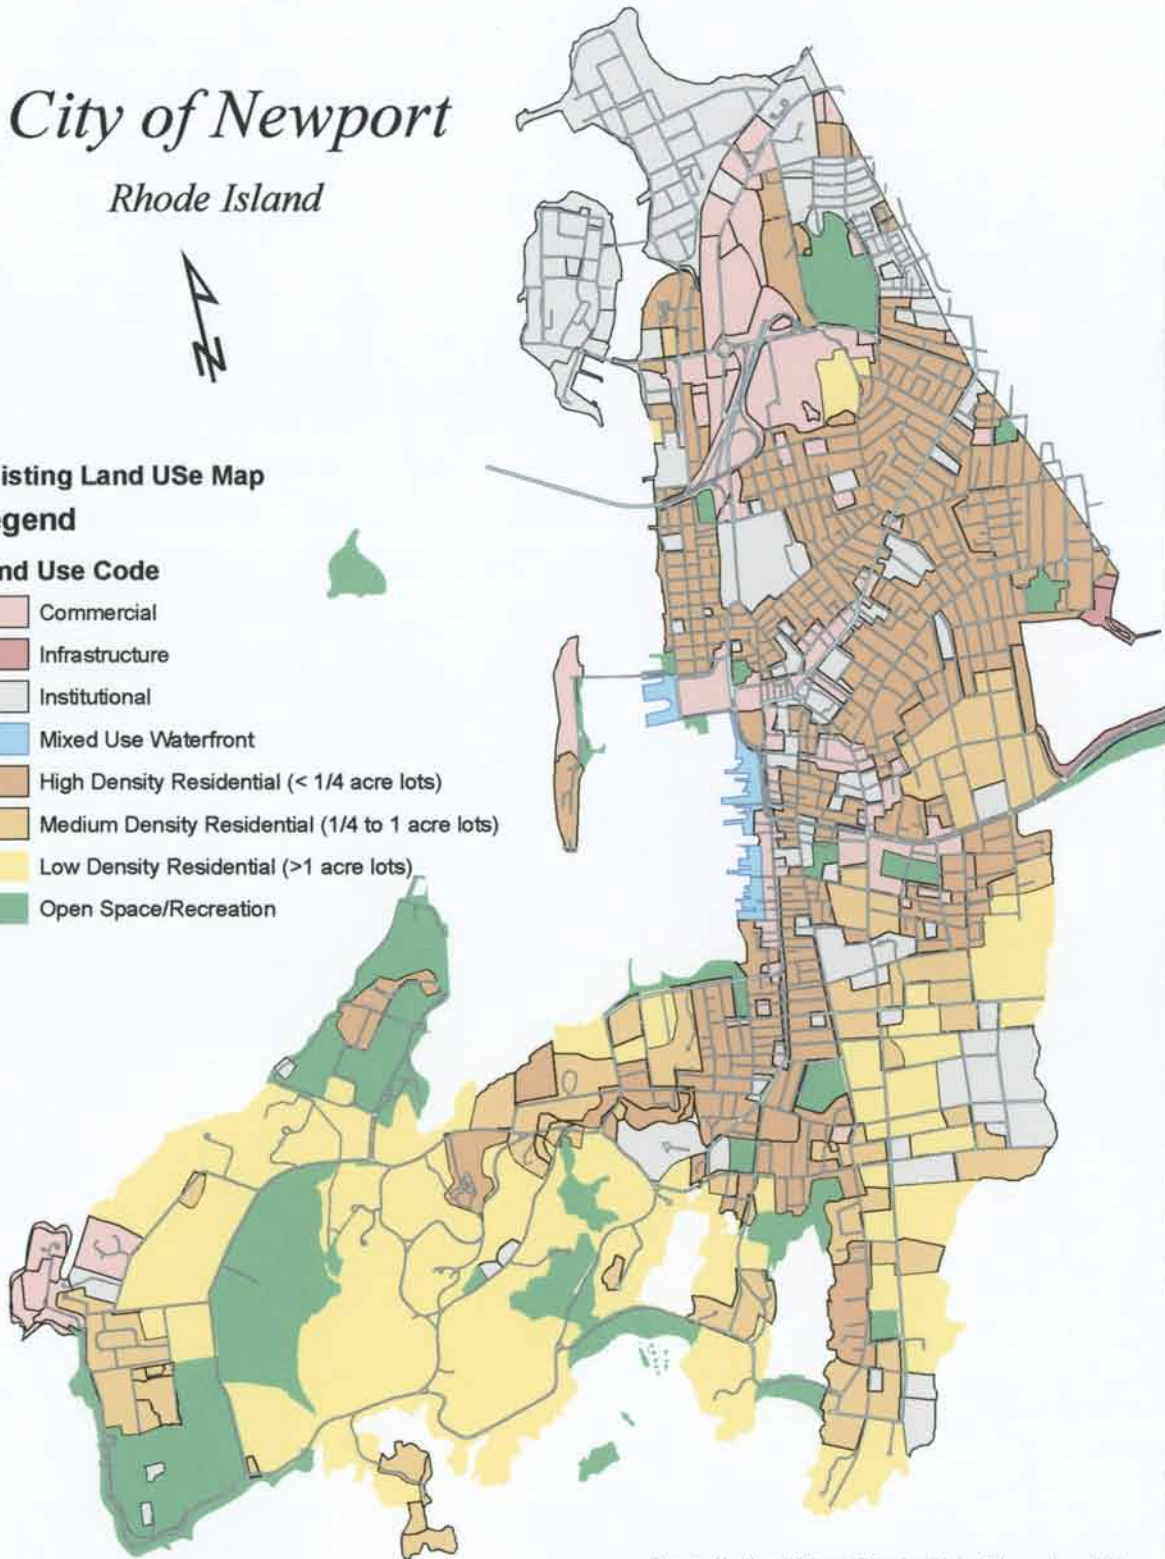 City of Newport
Rhode Island
N
isting Land USe Map
gend
nd Use Code
Commercial
Infrastructure
Institutional
Mixed Use Waterfront
High Density Residential (< 1/4 acre lots)
Medium Density Residential (1/4 to 1 acre lots)
Low Density Residential (>1 acre lots)
Open Space/Recreation